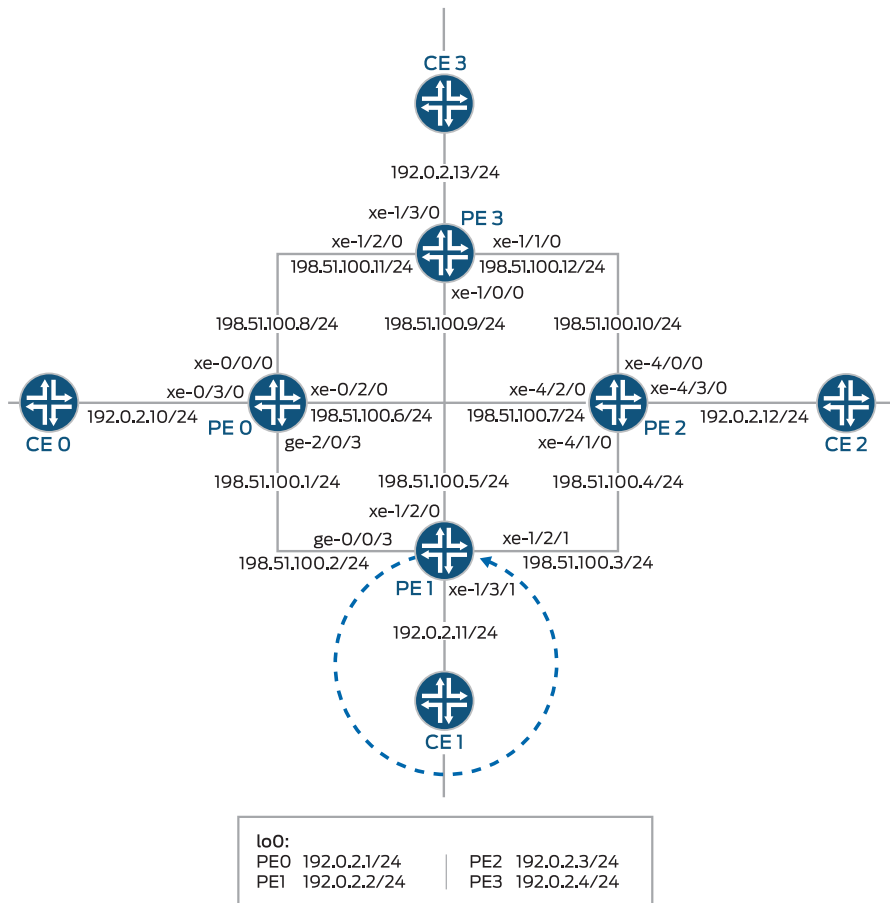 CE 3
192.0.2.13/24
xe-1/3/0
PE 3
xe-1/2/0
xe-1/1/0
198.51.100.11/24
198.51.100.12/24
xe-1/0/0
198.51.100.8/24
198.51.100.9/24
198.51.100.10/24
xe-0/0/0
xe-4/0/0
xe-0/3/0
xe-0/2/0
xe-4/2/0
xe-4/3/0
192.0.2.10/24
198.51.100.6/24
198.51.100.7/24
192.0.2.12/24
CE 0
PE 0
PE 2
CE 2
ge-2/0/3
xe-4/1/0
198.51.100.1/24
198.51.100.5/24
198.51.100.4/24
xe-1/2/0
ge-0/0/3
xe-1/2/1
198.51.100.2/24
198.51.100.3/24
PE 1
xe-1/3/1
192.0.2.11/24
CE 1
lo0:
PE0 192.0.2.1/24
PE2 192.0.2.3/24
PE1 192.0.2.2/24
PE3 192.0.2.4/24